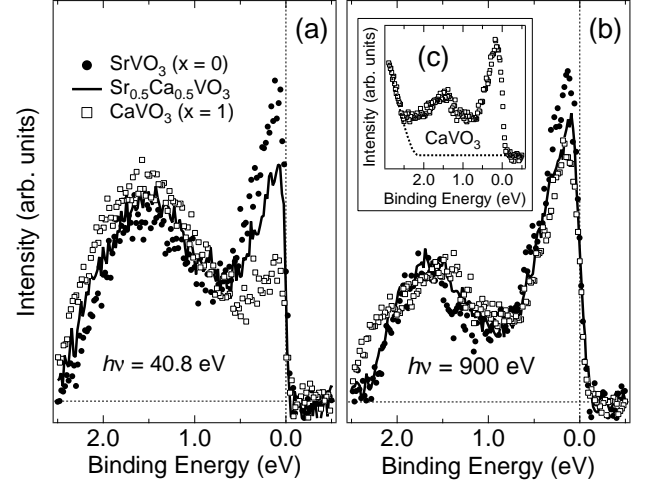 (a)
SrVO₃ (x = 0)
Sr₀.₅Ca₀.₅VO₃
CaVO₃ (x = 1)
Intensity (arb. units)
hν = 40.8 eV
2.0 1.0 0.0
Binding Energy (eV)
(b)
(c)
Intensity (arb. units)
CaVO₃
2.0 1.0 0.0
Binding Energy (eV)
hν = 900 eV
2.0 1.0 0.0
Binding Energy (eV)